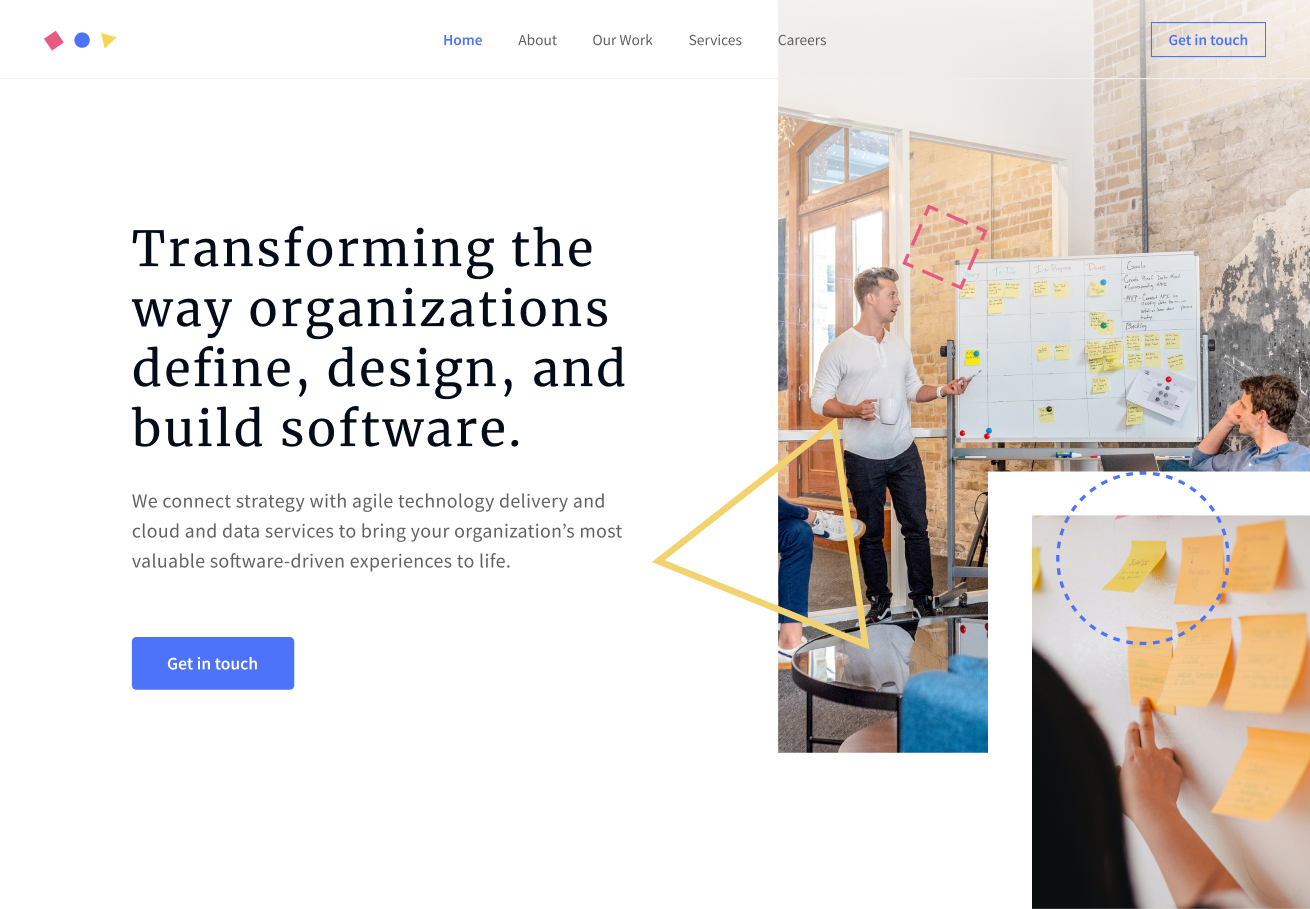 Home
About
Our Work
Services
Careers
Get in touch
Transforming the
way organizations
define, design, and
build software.
We connect strategy with agile technology delivery and
cloud and data services to bring your organization’s most
valuable software-driven experiences to life.
Get in touch
To Do
In Progress
Done
Goals
Backlog